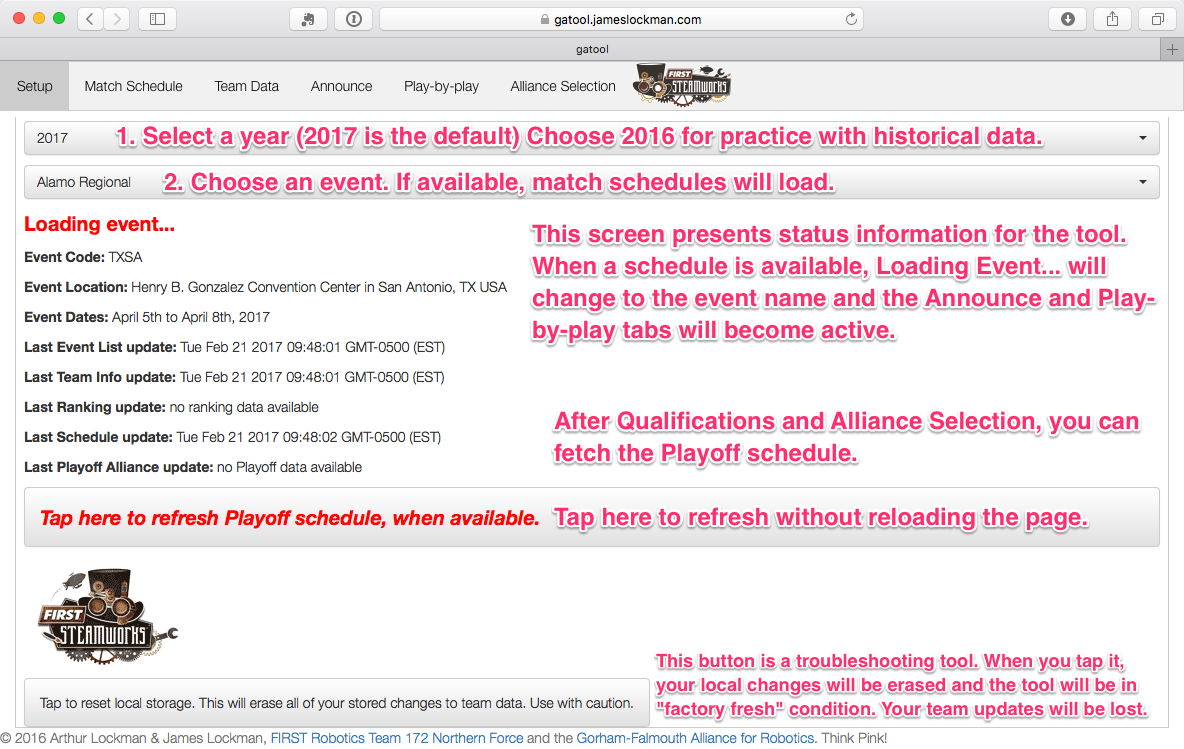 gatool.jameslockman.com
gatool
Setup Match Schedule Team Data Announce Play-by-play Alliance Selection FIRST STEAMWORKS
2017 1. Select a year (2017 is the default) Choose 2016 for practice with historical data.
Alamo Regional 2. Choose an event. If available, match schedules will load.
Loading event...
Event Code: TXSA
Event Location: Henry B. Gonzalez Convention Center in San Antonio, TX USA
Event Dates: April 5th to April 8th, 2017
Last Event List update: Tue Feb 21 2017 09:48:01 GMT-0500 (EST)
Last Team Info update: Tue Feb 21 2017 09:48:01 GMT-0500 (EST)
Last Ranking update: no ranking data available
Last Schedule update: Tue Feb 21 2017 09:48:02 GMT-0500 (EST)
Last Playoff Alliance update: no Playoff data available
This screen presents status information for the tool.
When a schedule is available, Loading Event... will
change to the event name and the Announce and Play-
by-play tabs will become active.
After Qualifications and Alliance Selection, you can
fetch the Playoff schedule.
Tap here to refresh Playoff schedule, when available. Tap here to refresh without reloading the page.
FIRST
STEAMWORKS
This button is a troubleshooting tool. When you tap it,
your local changes will be erased and the tool will be in
"factory fresh" condition. Your team updates will be lost.
Tap to reset local storage. This will erase all of your stored changes to team data. Use with caution.
© 2016 Arthur Lockman & James Lockman, FIRST Robotics Team 172 Northern Force and the Gorham-Falmouth Alliance for Robotics. Think Pink!